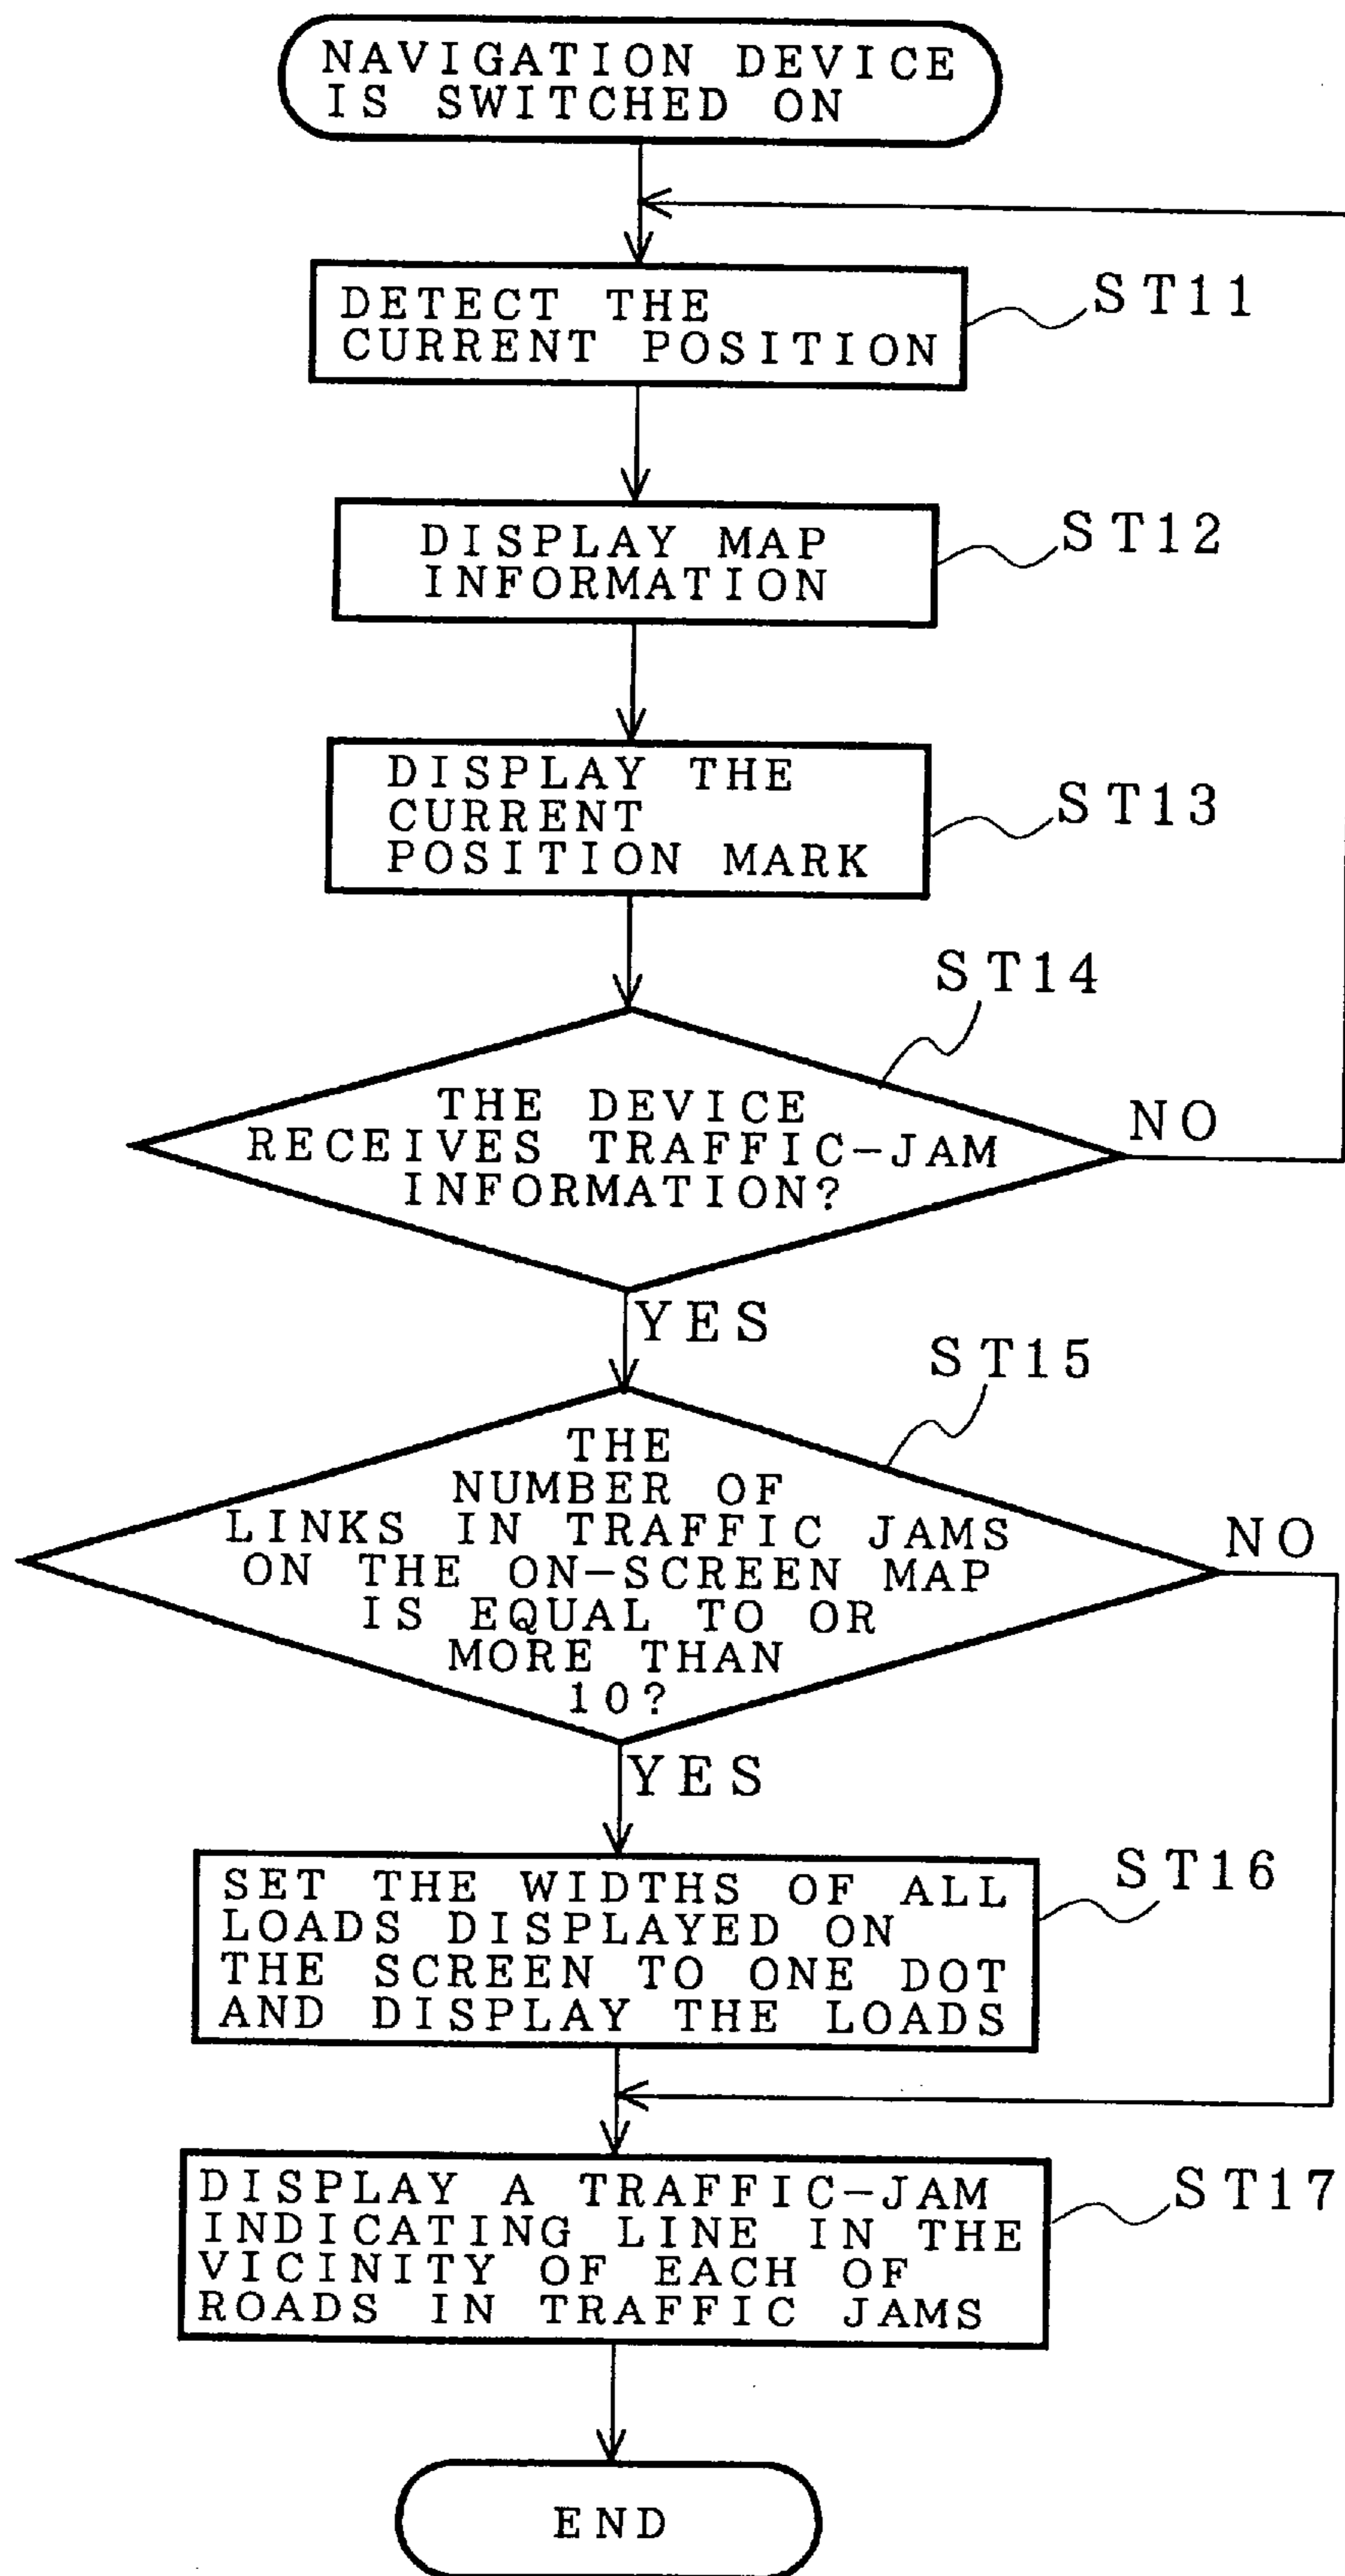 NAVIGATION DEVICE
IS SWITCHED ON
DETECT THE
CURRENT POSITION
ST11
DISPLAY MAP
INFORMATION
ST12
DISPLAY THE
CURRENT
POSITION MARK
ST13
ST14
THE DEVICE
RECEIVES TRAFFIC-JAM
INFORMATION?
NO
YES
ST15
THE
NUMBER OF
LINKS IN TRAFFIC JAMS
ON THE ON-SCREEN MAP
IS EQUAL TO OR
MORE THAN
10?
NO
YES
SET THE WIDTHS OF ALL
LOADS DISPLAYED ON
THE SCREEN TO ONE DOT
AND DISPLAY THE LOADS
ST16
DISPLAY A TRAFFIC-JAM
INDICATING LINE IN THE
VICINITY OF EACH OF
ROADS IN TRAFFIC JAMS
ST17
END